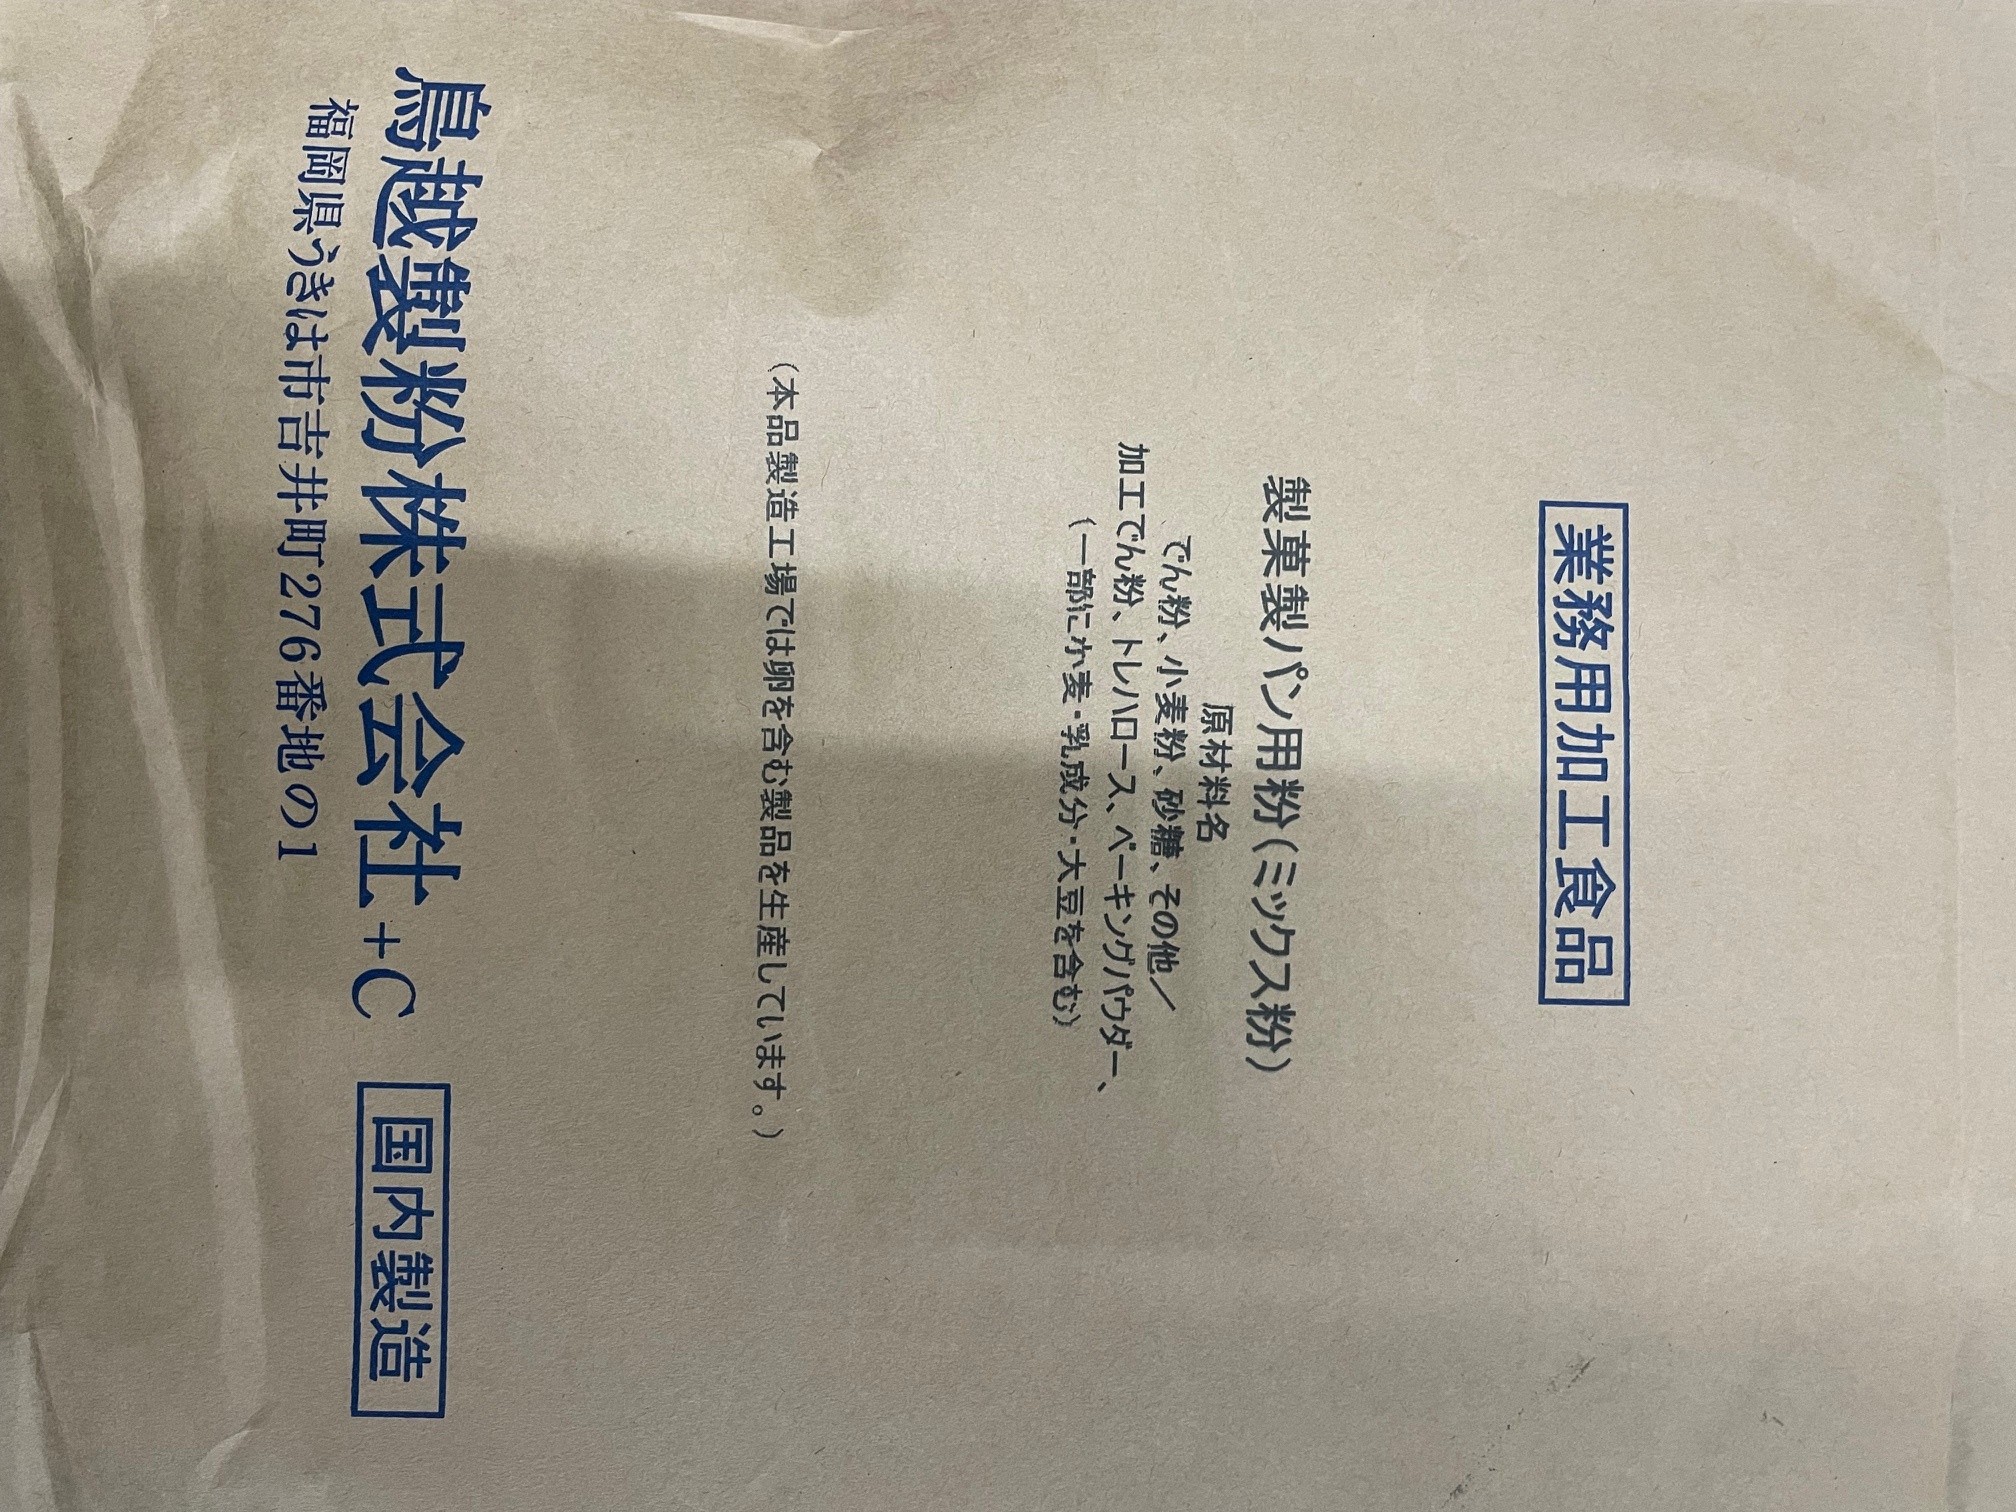 業務用加工食品
製菓製パン用粉（ミックス粉）
原材料名
でん粉、小麦粉、砂糖、その他／
加工でん粉、トレハロース、ベーキングパウダー、
（一部に小麦・乳成分・大豆を含む）
（本品製造工場では卵を含む製品を生産しています。）
鳥越製粉株式会社+C 国内製造
福岡県うきは市吉井町276番地の1